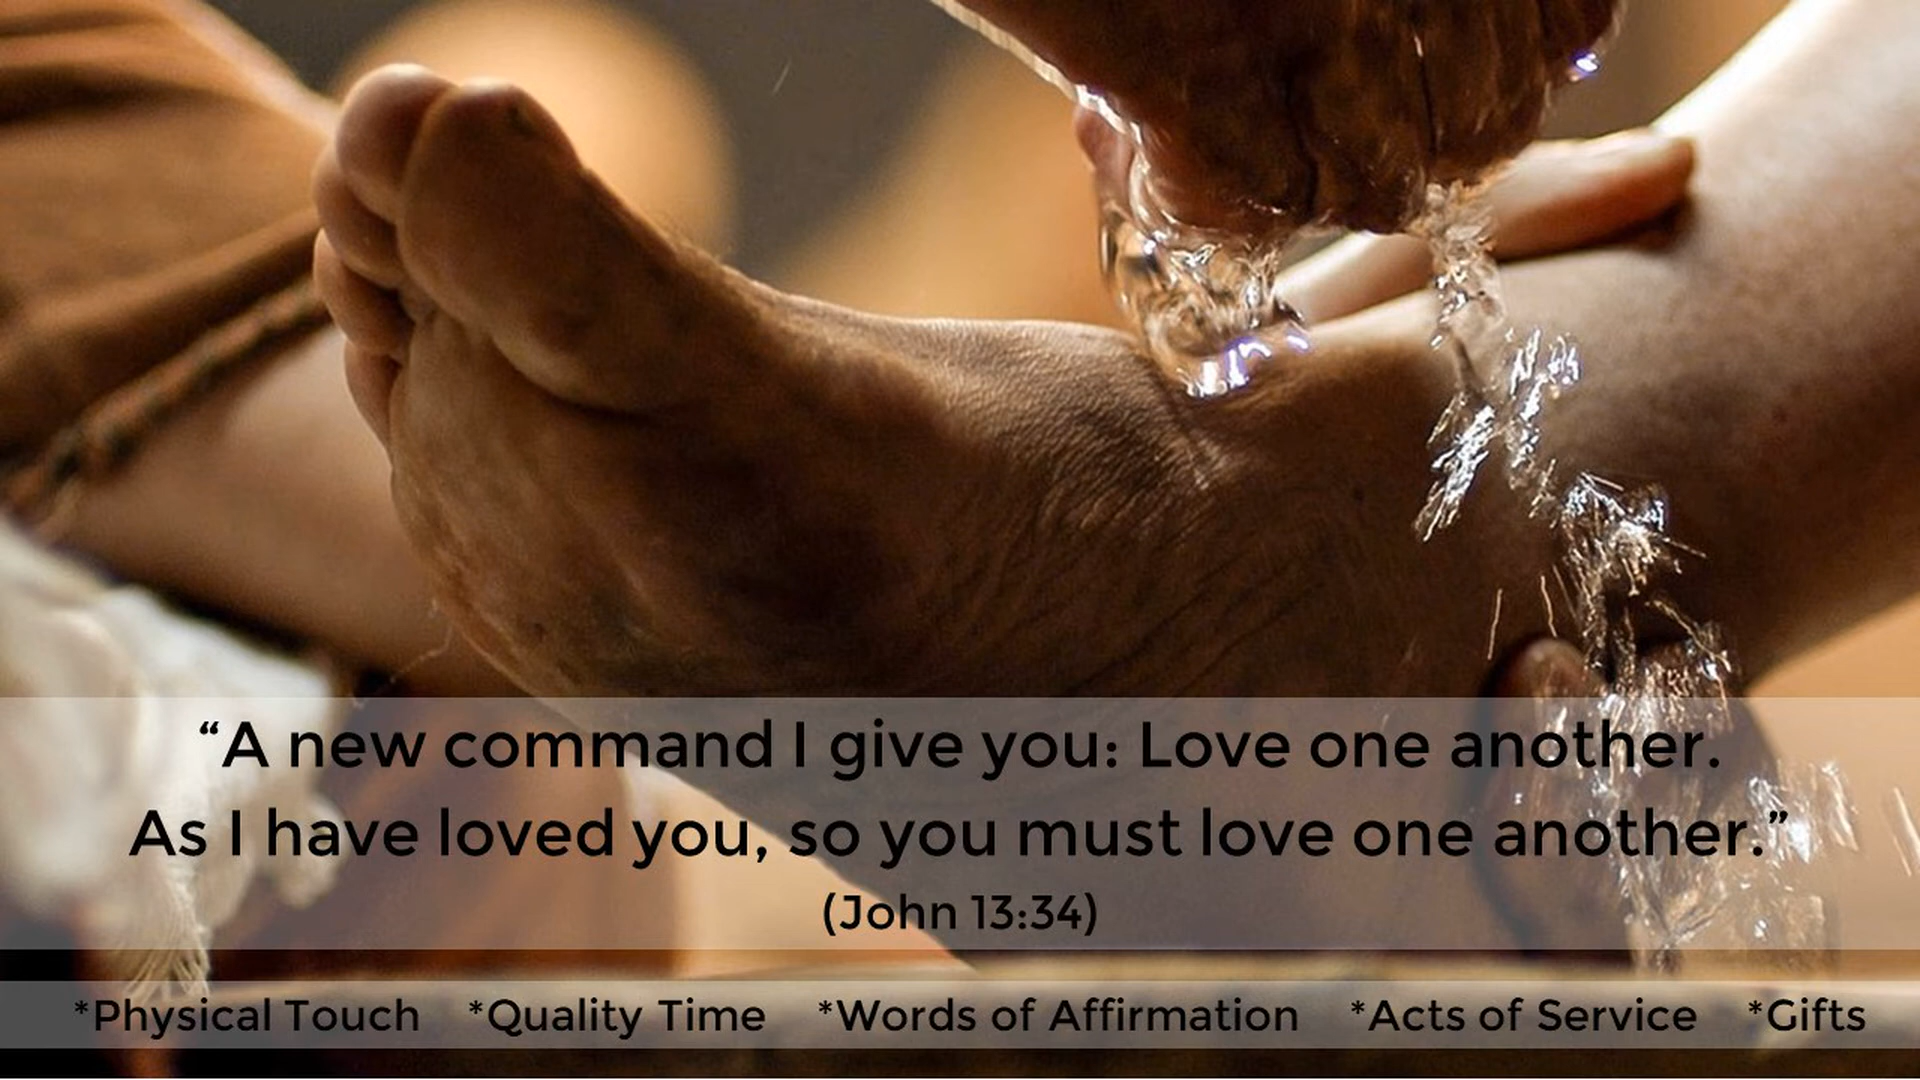 “A new command I give you: Love one another.
As I have loved you, so you must love one another.”
(John 13:34)
*Physical Touch *Quality Time *Words of Affirmation *Acts of Service *Gifts